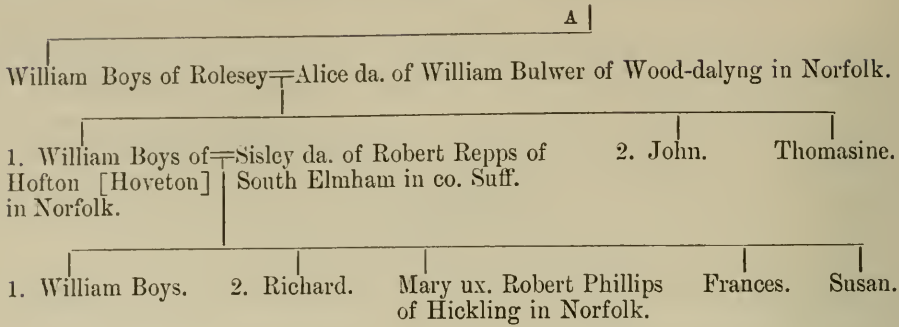 A
William Boys of Rolesey=Alice da. of William Bulwer of Wood-dalyng in Norfolk.
1. William Boys of=Sisley da. of Robert Repps of 2. John. Thomasine.
Hofton [Hoveton] South Elmham in co. Suff.
in Norfolk.
1. William Boys. 2. Richard. Mary ux. Robert Phillips Frances. Susan.
of Hickling in Norfolk.